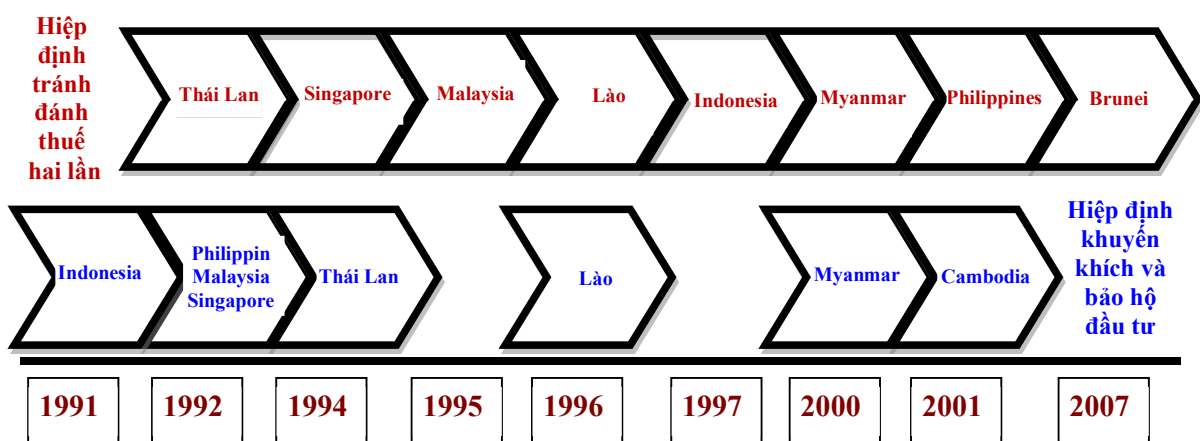 Hiệp
định
tránh
đánh
thuế
hai lần
Thái Lan
Singapore
Malaysia
Lào
Indonesia
Myanmar
Philippines
Brunei
Indonesia
Philippin
Malaysia
Singapore
Thái Lan
Lào
Myanmar
Cambodia
Hiệp định
khuyến
khích và
bảo hộ
đầu tư
1991
1992
1994
1995
1996
1997
2000
2001
2007